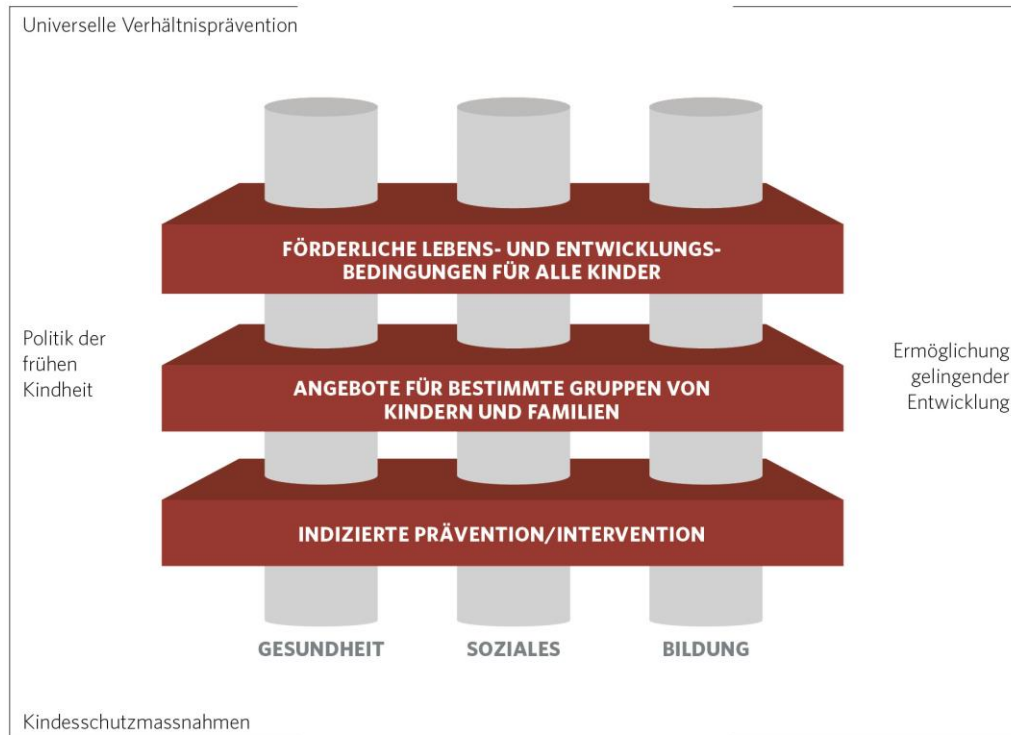 Universelle Verhältnisprävention
FÖRDERLICHE LEBENS- UND ENTWICKLUNGS-
BEDINGUNGEN FÜR ALLE KINDER
Politik der
frühen
Kindheit
ANGEBOTE FÜR BESTIMMTE GRUPPEN VON
KINDERN UND FAMILIEN
Ermöglichung
gelingender
Entwicklung
INDIZIERTE PRÄVENTION/INTERVENTION
GESUNDHEIT SOZIALES BILDUNG
Kindesschutzmassnahmen